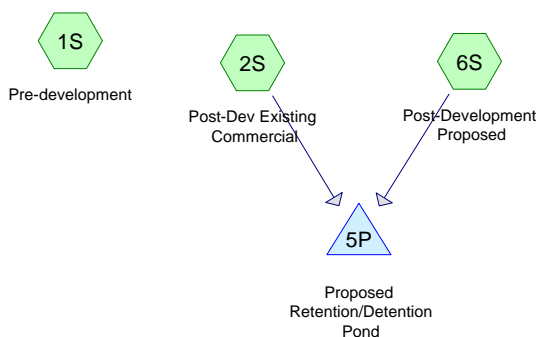 1S
Pre-development
2S
Post-Dev Existing
Commercial
6S
Post-Development
Proposed
5P
Proposed
Retention/Detention
Pond